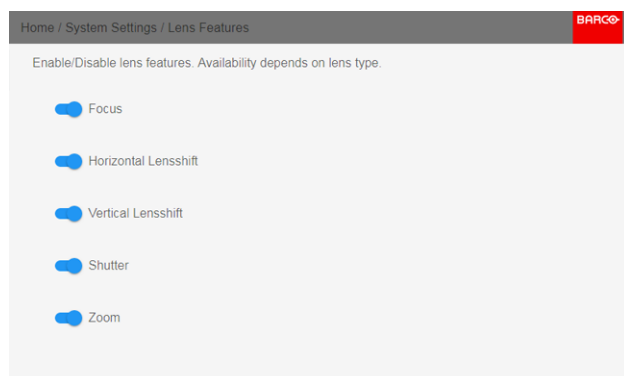 Home / System Settings / Lens Features
BARCO
Enable/Disable lens features. Availability depends on lens type.
Focus
Horizontal Lensshift
Vertical Lensshift
Shutter
Zoom